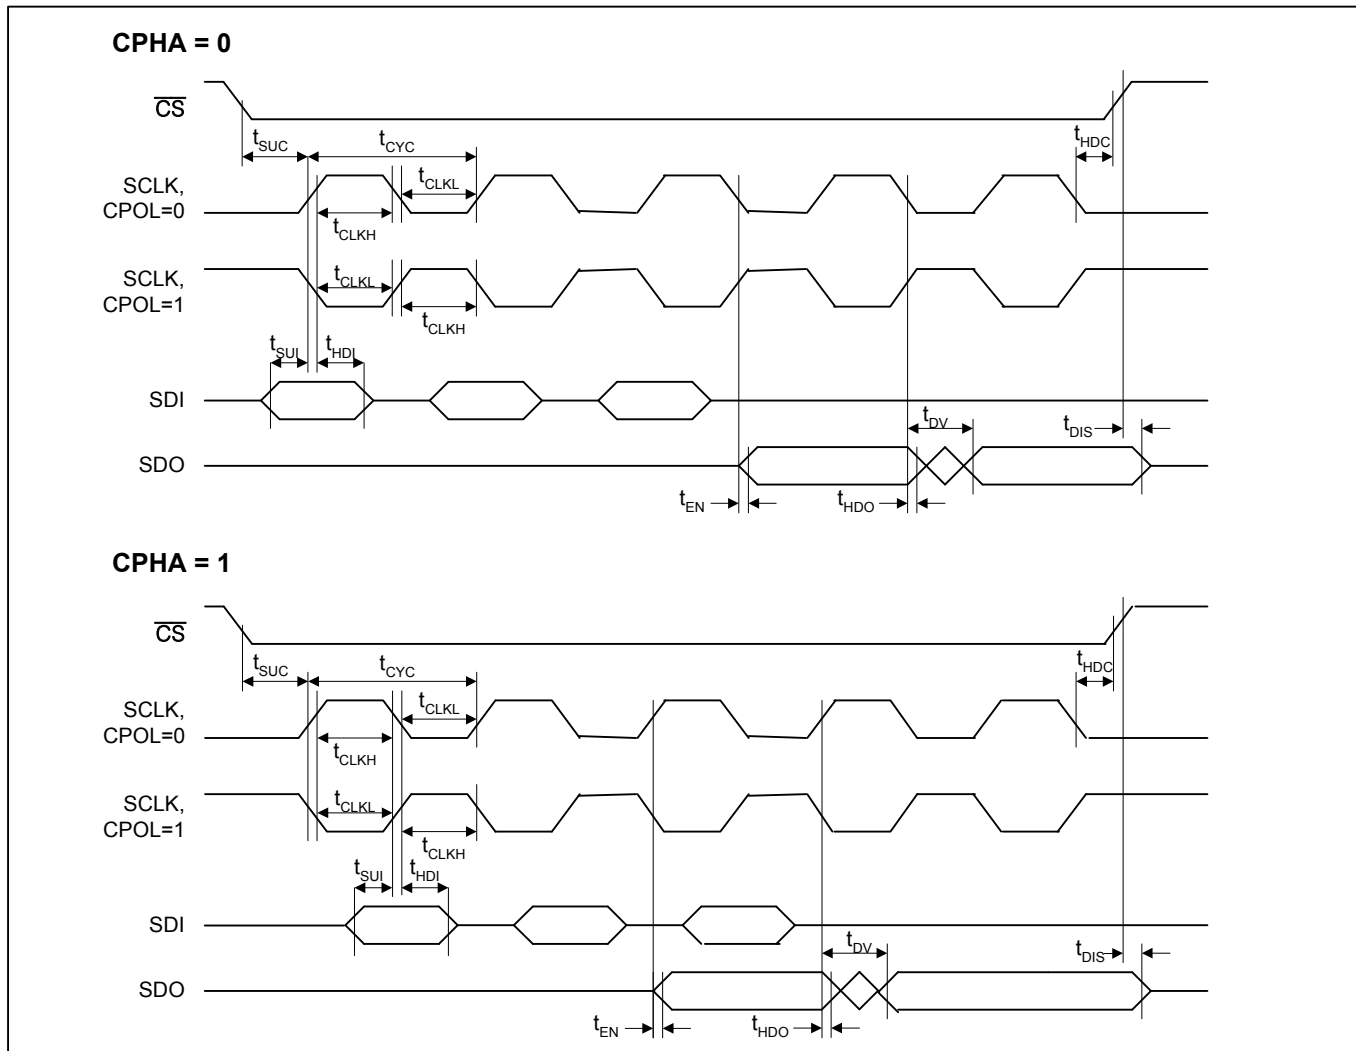 CPHA = 0
CS
tSUC
tCYC
tHDC
SCLK,
CPOL=0
tCLKL
tCLKH
SCLK,
CPOL=1
tCLKL
tCLKH
tSUI
tHDI
SDI
tDV
tDIS
SDO
tEN
tHDO
CPHA = 1
CS
tSUC
tCYC
tHDC
SCLK,
CPOL=0
tCLKL
tCLKH
SCLK,
CPOL=1
tCLKL
tCLKH
tSUI
tHDI
SDI
tDV
tDIS
SDO
tEN
tHDO